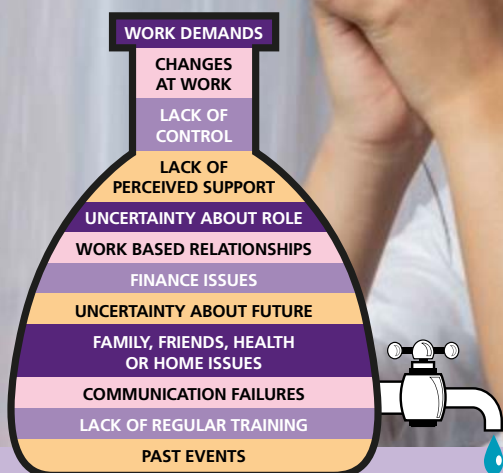 WORK DEMANDS
CHANGES
AT WORK
LACK OF
CONTROL
LACK OF
PERCEIVED SUPPORT
UNCERTAINTY ABOUT ROLE
WORK BASED RELATIONSHIPS
FINANCE ISSUES
UNCERTAINTY ABOUT FUTURE
FAMILY, FRIENDS, HEALTH
OR HOME ISSUES
COMMUNICATION FAILURES
LACK OF REGULAR TRAINING
PAST EVENTS